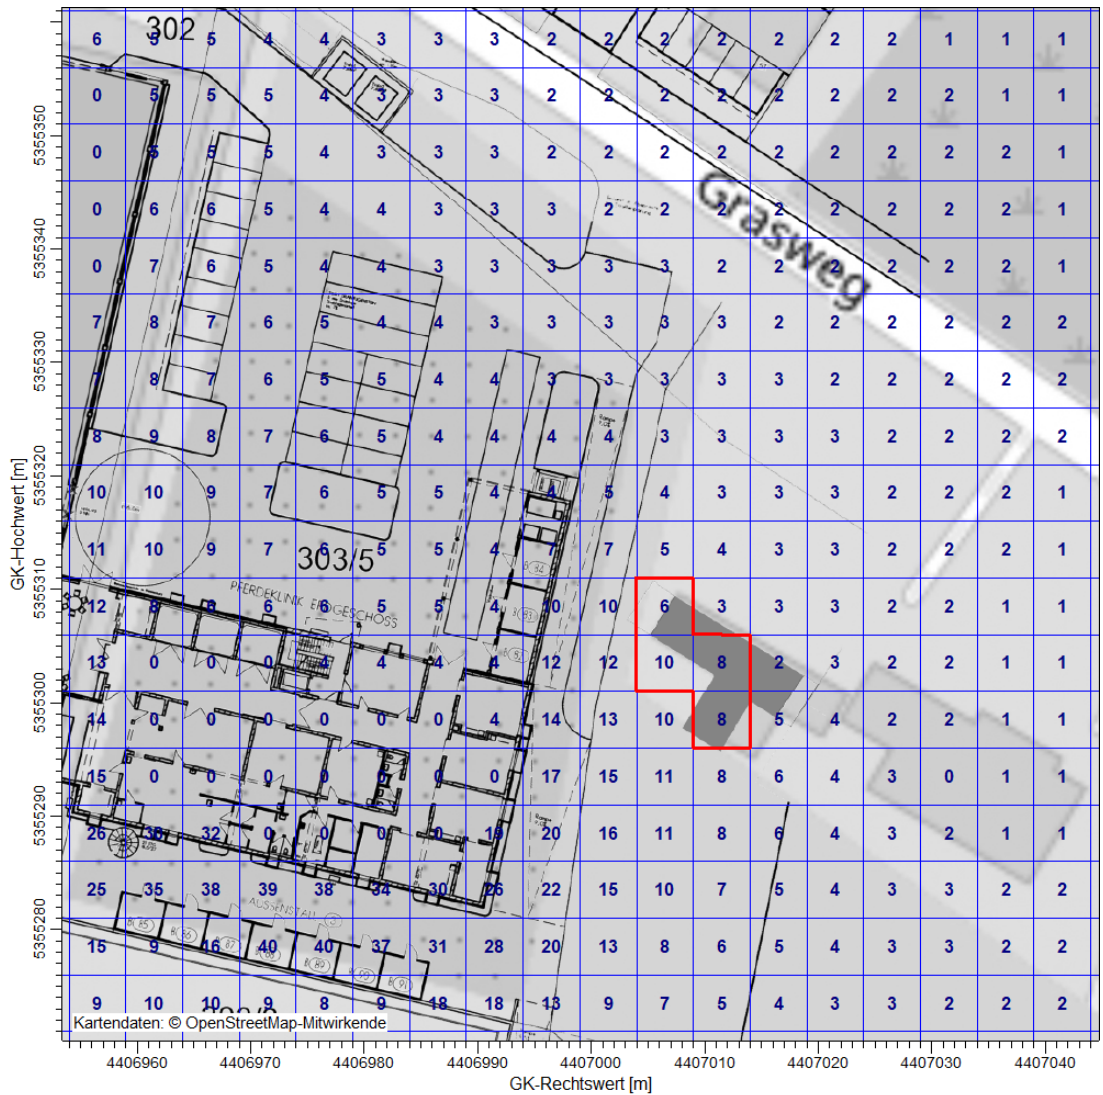 302
6 5 5 4 4 3 3 3 2 2 2 2 2 2 2 1 1 1
0 5 5 5 4 3 3 3 2 2 2 2 2 2 2 2 1 1
0 5 5 5 4 3 3 3 2 2 2 2 2 2 2 2 2 1
0 6 6 5 4 4 3 3 3 2 2 2 2 2 2 2 2 1
Grasweg
0 7 6 5 4 4 3 3 3 3 3 2 2 2 2 2 2 1
7 8 7 6 5 4 4 3 3 3 3 3 2 2 2 2 2 2
7 8 7 6 5 5 4 4 3 3 3 3 3 2 2 2 2 2
8 9 8 7 6 5 4 4 4 4 3 3 3 3 2 2 2 2
10 10 9 7 6 5 5 4 4 5 4 3 3 3 2 2 2 1
11 10 9 7 6 5 5 4 7 7 5 4 3 3 2 2 2 1
303/5
B 84
PFERDEKLINIK ERDGESCHOSS
12 8 6 6 6 5 5 4 10 10 6 3 3 3 2 2 1 1
B 83
B 82
13 0 0 0 4 4 4 4 12 12 10 8 2 3 2 2 1 1
14 0 0 0 0 0 0 4 14 13 10 8 5 4 2 2 1 1
15 0 0 0 0 0 0 0 17 15 11 8 6 4 3 0 1 1
26 38 32 0 0 0 0 19 20 16 11 8 6 4 3 2 1 1
25 35 38 39 38 34 30 26 22 15 10 7 5 4 3 3 2 2
AUSSENSTALL
B 85 B 86 B 87 B 88 B 89 B 90 B 91
15 9 16 40 40 37 31 28 20 13 8 6 5 4 3 3 2 2
9 10 10 9 8 9 18 18 13 9 7 5 4 3 3 2 2 2
Kartendaten: © OpenStreetMap-Mitwirkende
5355350
5355340
5355330
5355320
5355310
5355300
5355290
5355280
GK-Hochwert [m]
4406960 4406970 4406980 4406990 4407000 4407010 4407020 4407030 4407040
GK-Rechtswert [m]